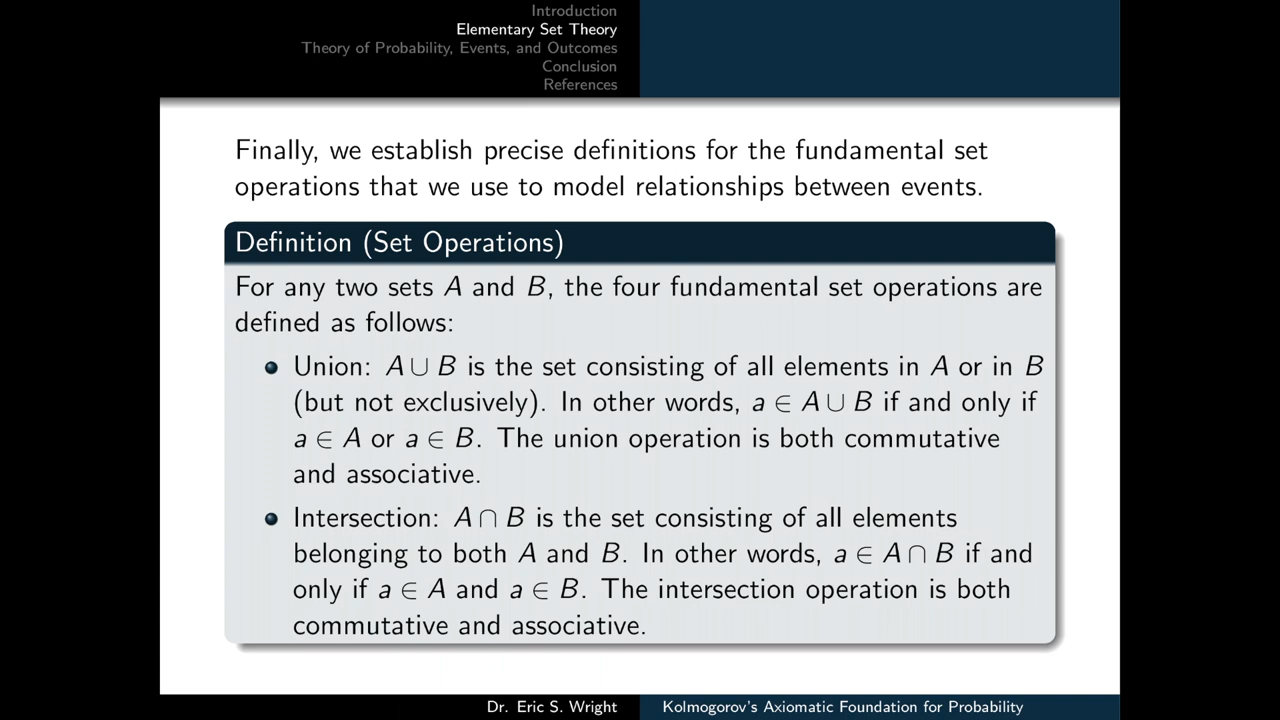 Introduction
Elementary Set Theory
Theory of Probability, Events, and Outcomes
Conclusion
References
Finally, we establish precise definitions for the fundamental set
operations that we use to model relationships between events.
Definition (Set Operations)
For any two sets A and B, the four fundamental set operations are
defined as follows:
Union: A ∪ B is the set consisting of all elements in A or in B
(but not exclusively). In other words, a ∈ A ∪ B if and only if
a ∈ A or a ∈ B. The union operation is both commutative
and associative.
Intersection: A ∩ B is the set consisting of all elements
belonging to both A and B. In other words, a ∈ A ∩ B if and
only if a ∈ A and a ∈ B. The intersection operation is both
commutative and associative.
Dr. Eric S. Wright
Kolmogorov's Axiomatic Foundation for Probability